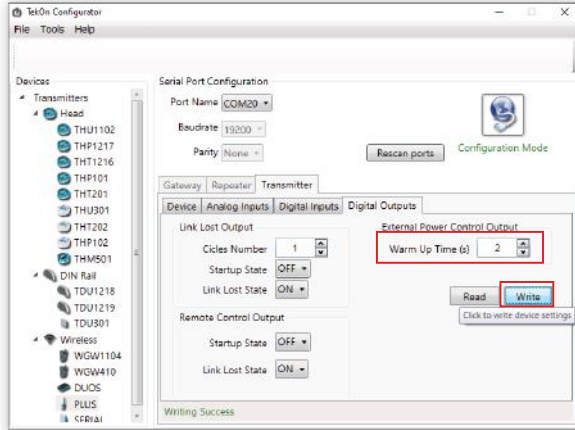 TekOn Configurator
File Tools Help
Devices
Transmitters
Head
THU1102
THP1217
THT1216
THP101
THT201
THU301
THT202
THP102
THM501
DIN Rail
TDU1218
TDU1219
TDU301
Wireless
WGW1104
WGW410
DUOS
PLUS
SERIAL
Serial Port Configuration
Port Name COM20
Baudrate 19200
Parity None
Rescan ports
Configuration Mode
Gateway Repeater Transmitter
Device Analog Inputs Digital Inputs Digital Outputs
Link Lost Output
Cicles Number 1
Startup State OFF
Link Lost State ON
Remote Control Output
Startup State OFF
Link Lost State ON
External Power Control Output
Warm Up Time (s) 2
Read Write
Click to write device settings
Writing Success